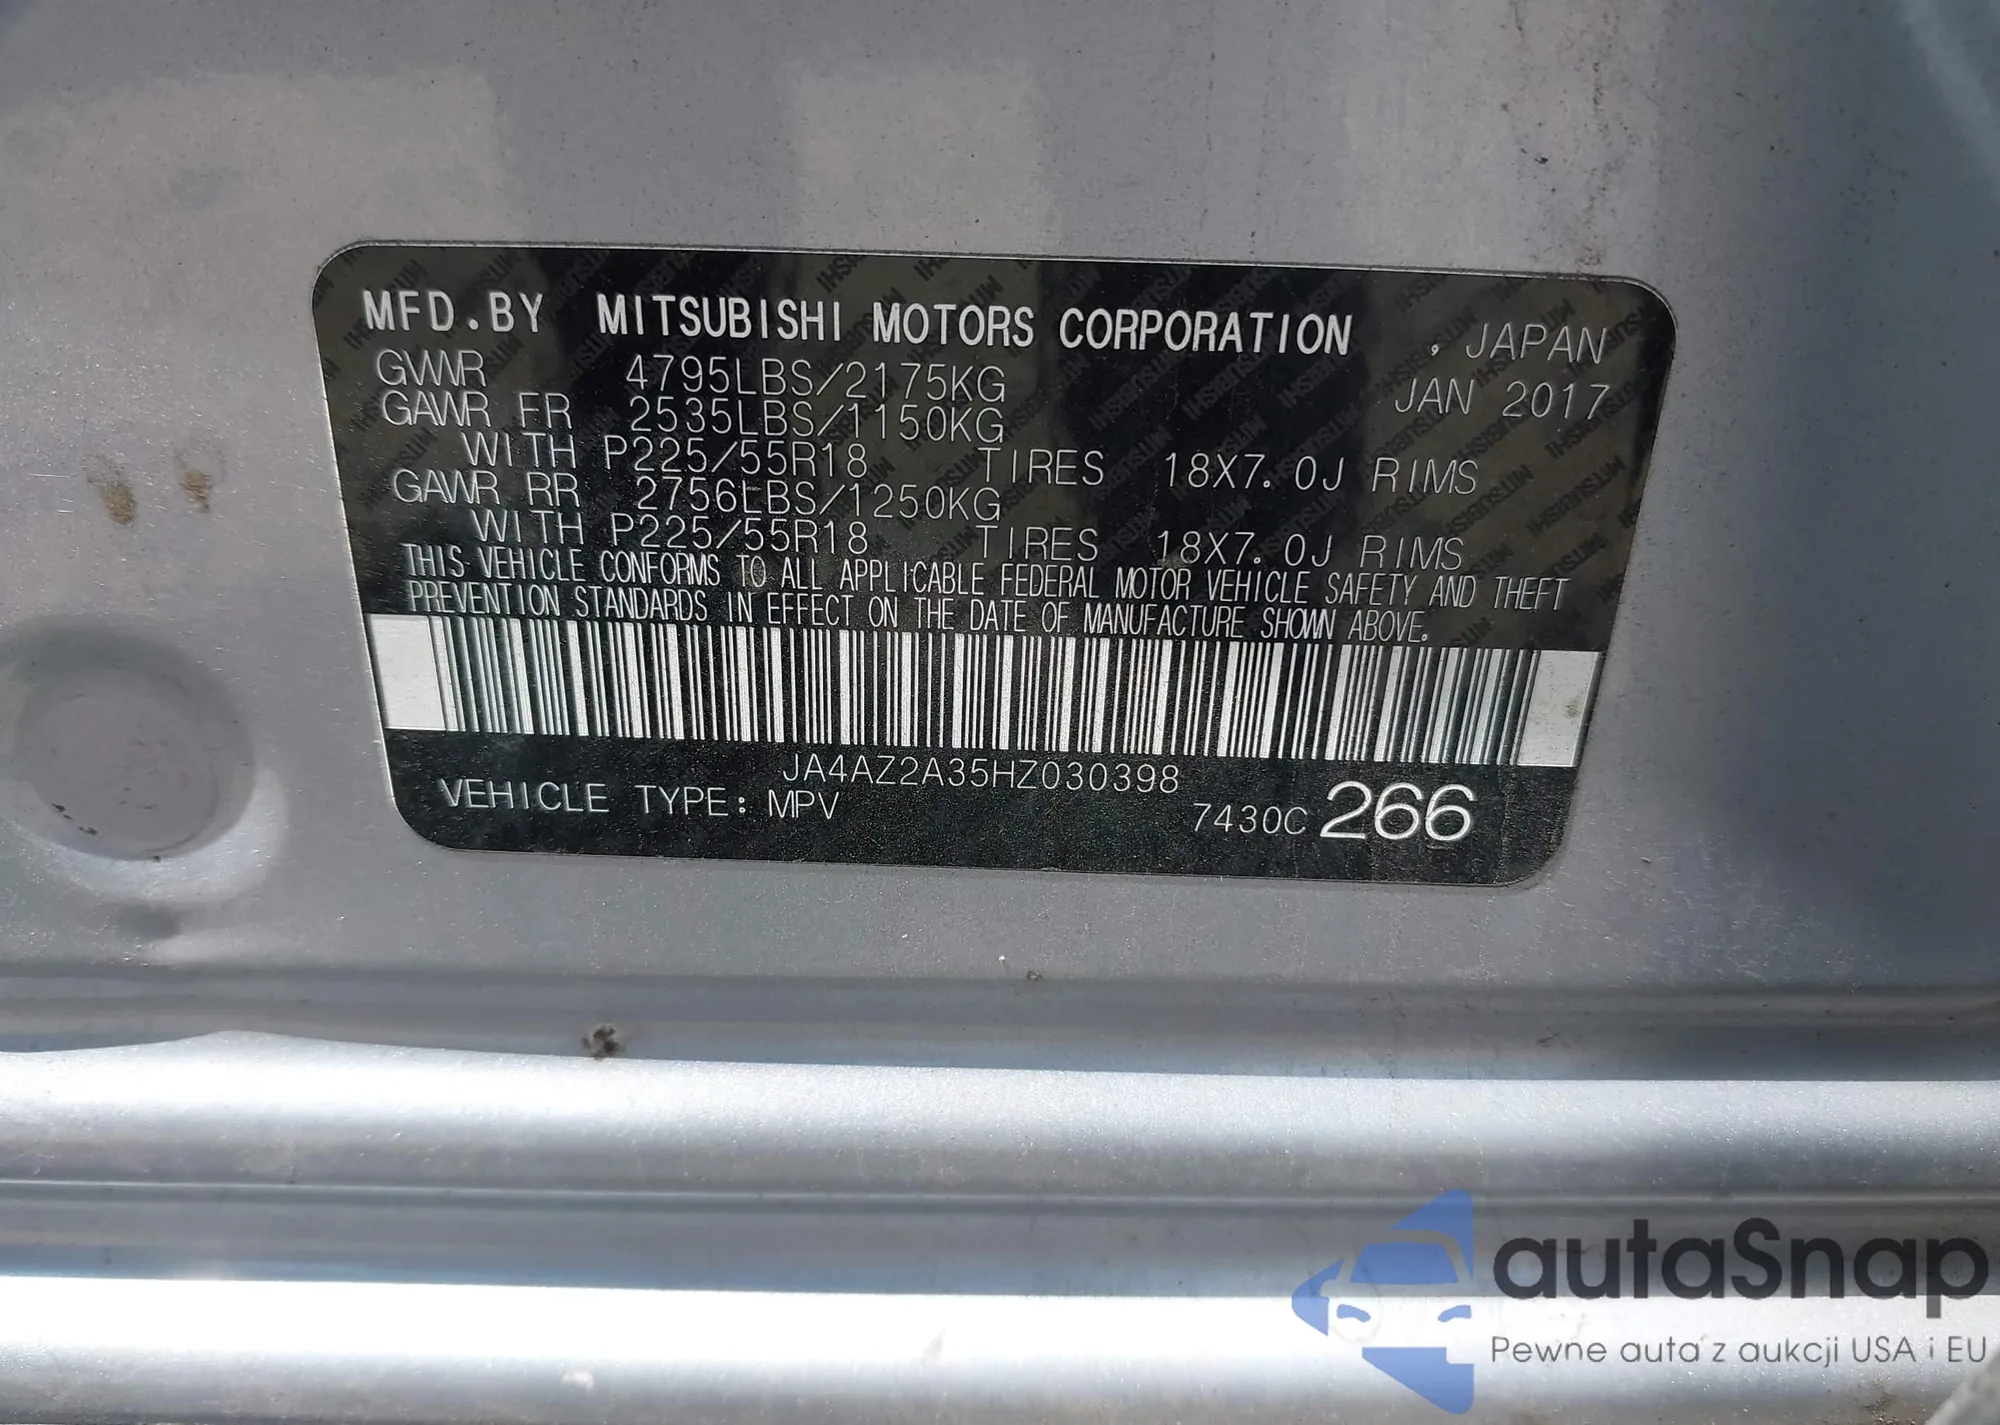 MFD.BY MITSUBISHI MOTORS CORPORATION , JAPAN
GVWR 4795LBS/2175KG JAN 2017
GAWR FR 2535LBS/1150KG
WITH P225/55R18 TIRES 18X7.0J RIMS
GAWR RR 2756LBS/1250KG
WITH P225/55R18 TIRES 18X7.0J RIMS
THIS VEHICLE CONFORMS TO ALL APPLICABLE FEDERAL MOTOR VEHICLE SAFETY AND THEFT
PREVENTION STANDARDS IN EFFECT ON THE DATE OF MANUFACTURE SHOWN ABOVE.
JA4AZ2A35HZ030398
VEHICLE TYPE: MPV 7430C 266
autaSnap
Pewne auta z aukcji USA i EU